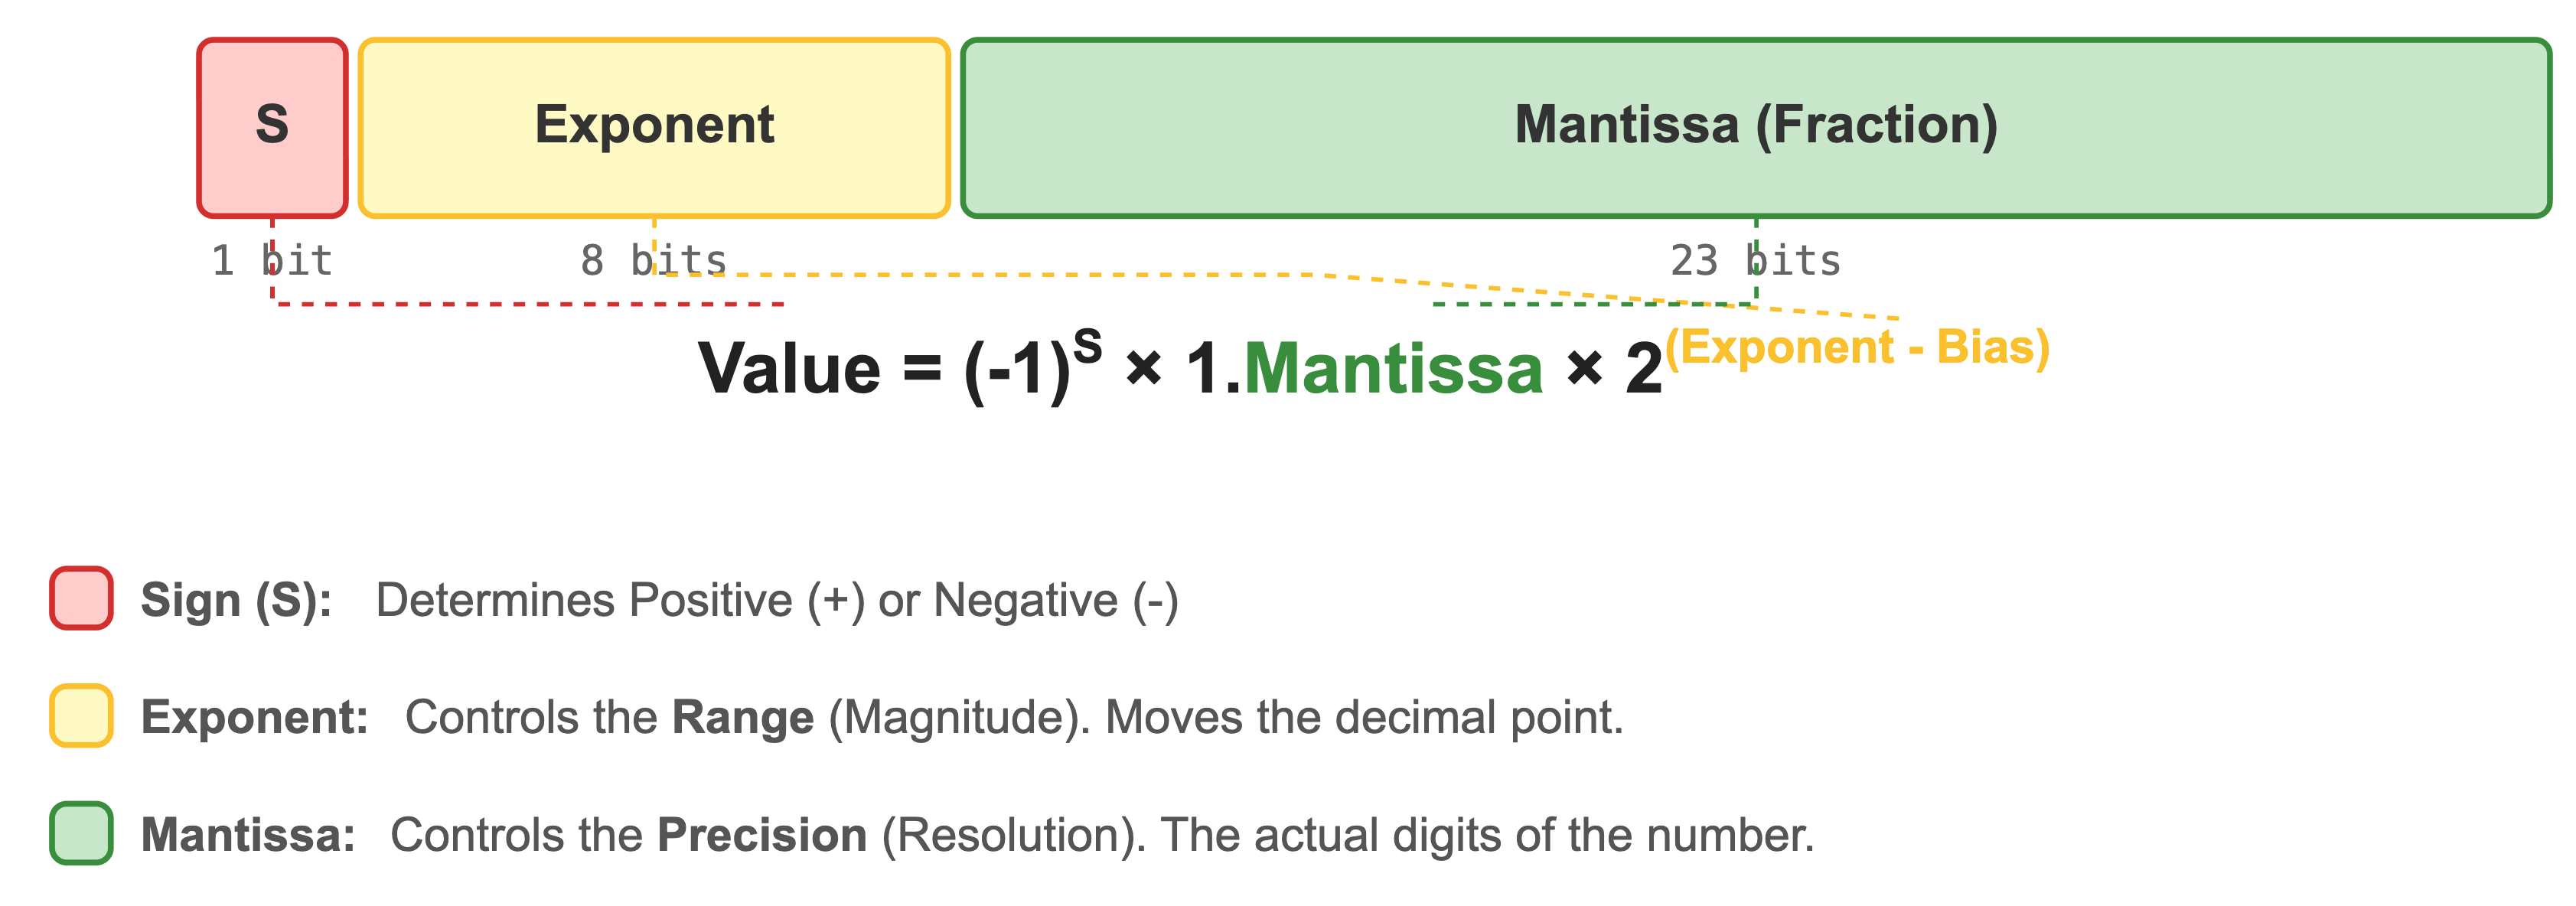 S Exponent Mantissa (Fraction)
1 bit 8 bits 23 bits
Value = (-1)^S × 1.Mantissa × 2^(Exponent - Bias)
Sign (S): Determines Positive (+) or Negative (-)
Exponent: Controls the Range (Magnitude). Moves the decimal point.
Mantissa: Controls the Precision (Resolution). The actual digits of the number.